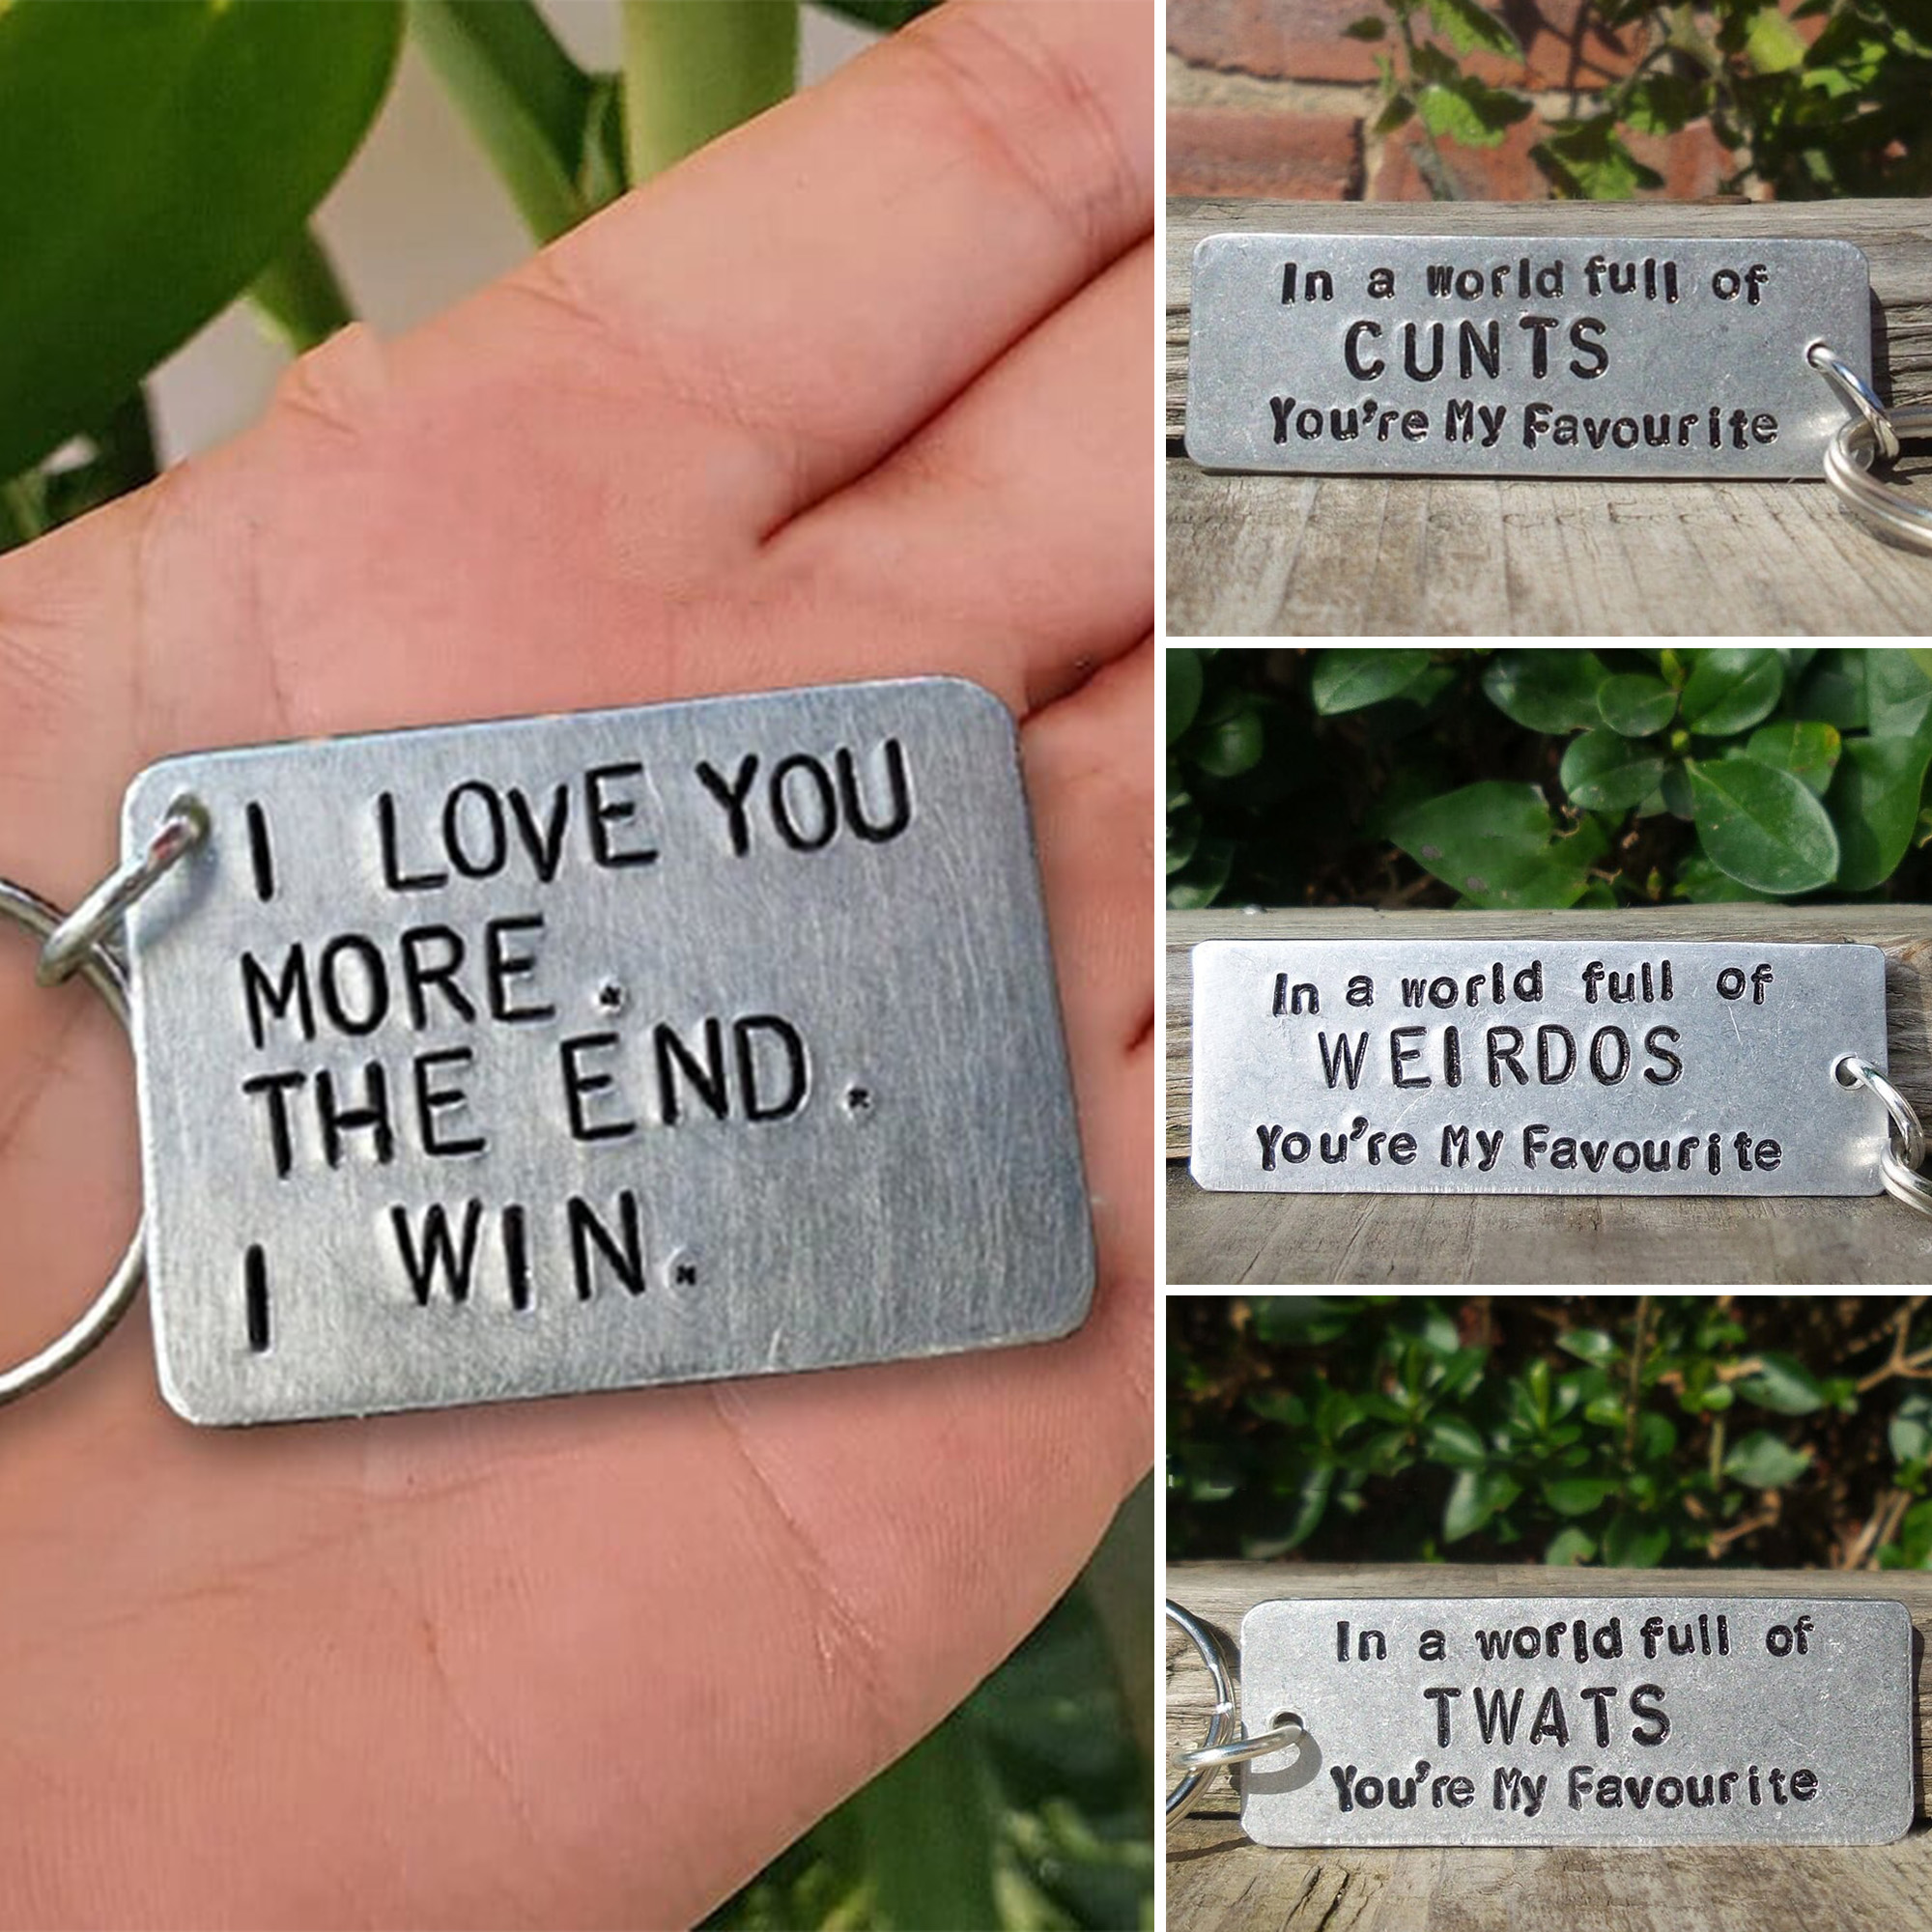 I LOVE YOU
MORE.
THE END.
I WIN.
In a world full of
CUNTS
You're My Favourite
In a world full of
WEIRDOS
You're My Favourite
In a world full of
TWATS
You're My Favourite